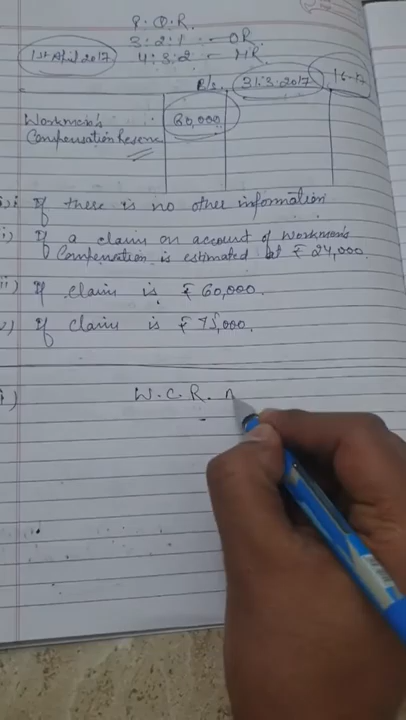 P. Q. R.
3:2:1 - OR
1st April 2017 4:3:2 - NR
B/s. 31:3:2017 16-17
Workmen's 60,000
Compensation Reserve
i) If there is no other information
i) If a claim on account of workmen's
Compensation is estimated at ₹ 24,000.
ii) If claim is ₹ 60,000.
v) If claim is ₹ 75,000.
i) W.C.R. A